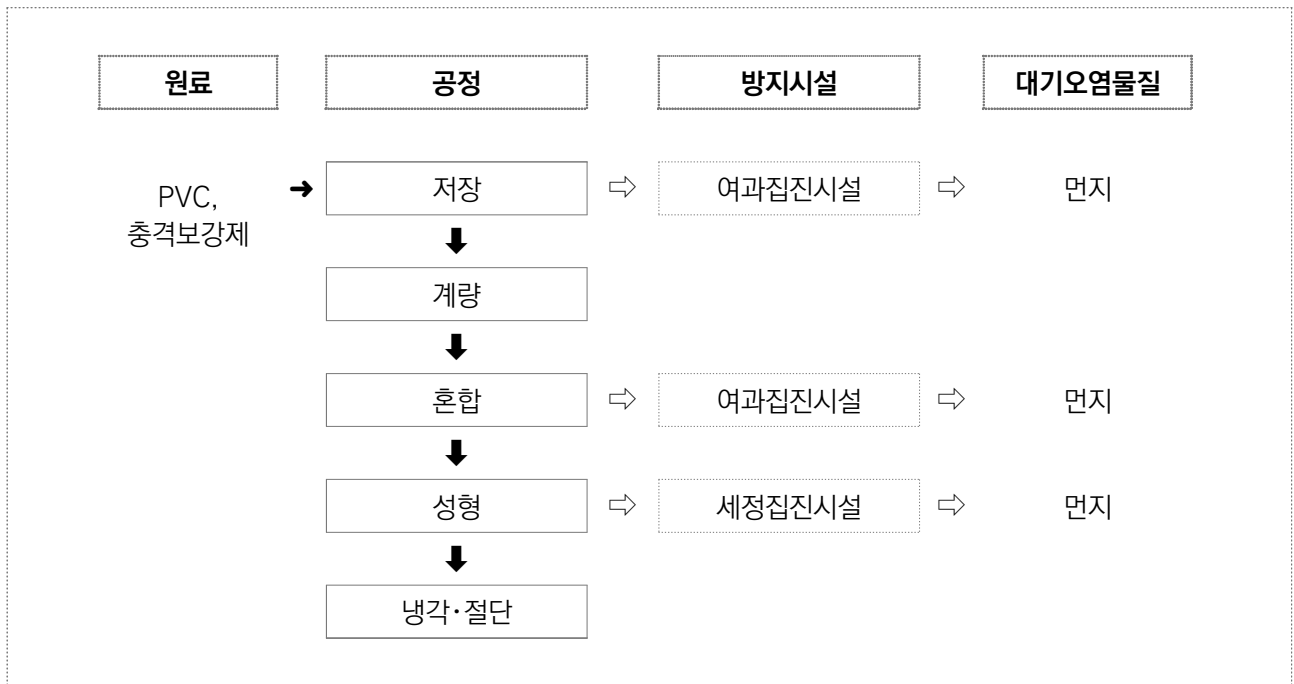 원료 공정 방지시설 대기오염물질
PVC,
충격보강제
➜ 저장 ⇨ 여과집진시설 ⇨ 먼지
계량
혼합 ⇨ 여과집진시설 ⇨ 먼지
성형 ⇨ 세정집진시설 ⇨ 먼지
냉각·절단